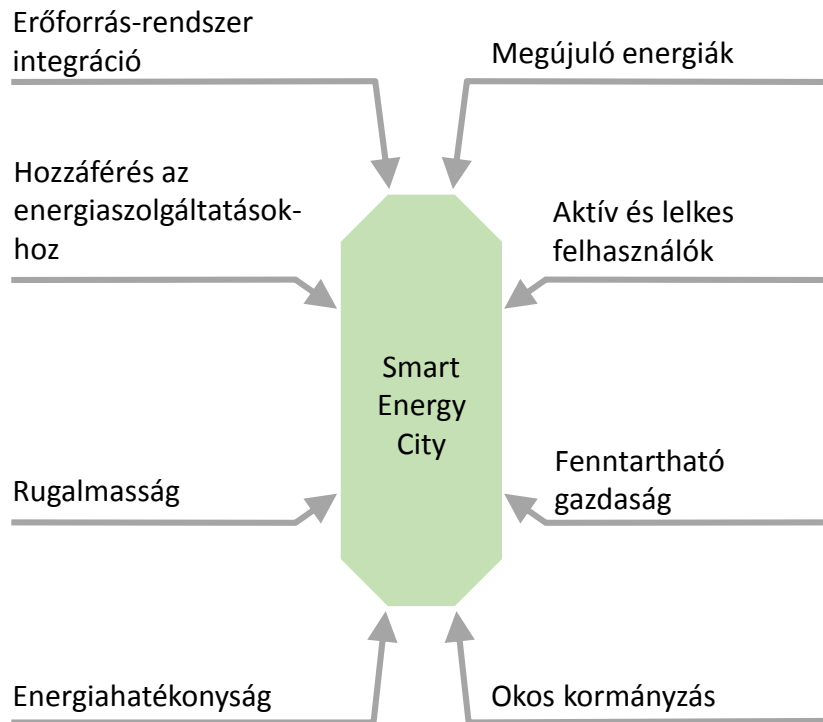 Erőforrás-rendszer
integráció
Megújuló energiák
Hozzáférés az
energiaszolgáltatások-
hoz
Aktív és lelkes
felhasználók
Smart
Energy
City
Rugalmasság
Fenntartható
gazdaság
Energiahatékonyság
Okos kormányzás